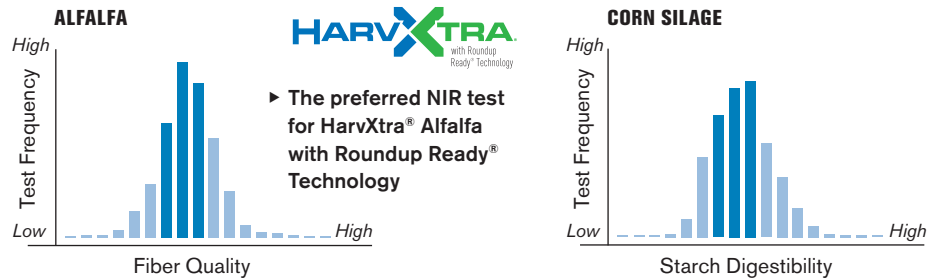 ALFALFA
High
Test Frequency
Low
High
Fiber Quality
HARVXTRA®
with Roundup
Ready® Technology
▶ The preferred NIR test
for HarvXtra® Alfalfa
with Roundup Ready®
Technology
CORN SILAGE
High
Test Frequency
Low
High
Starch Digestibility